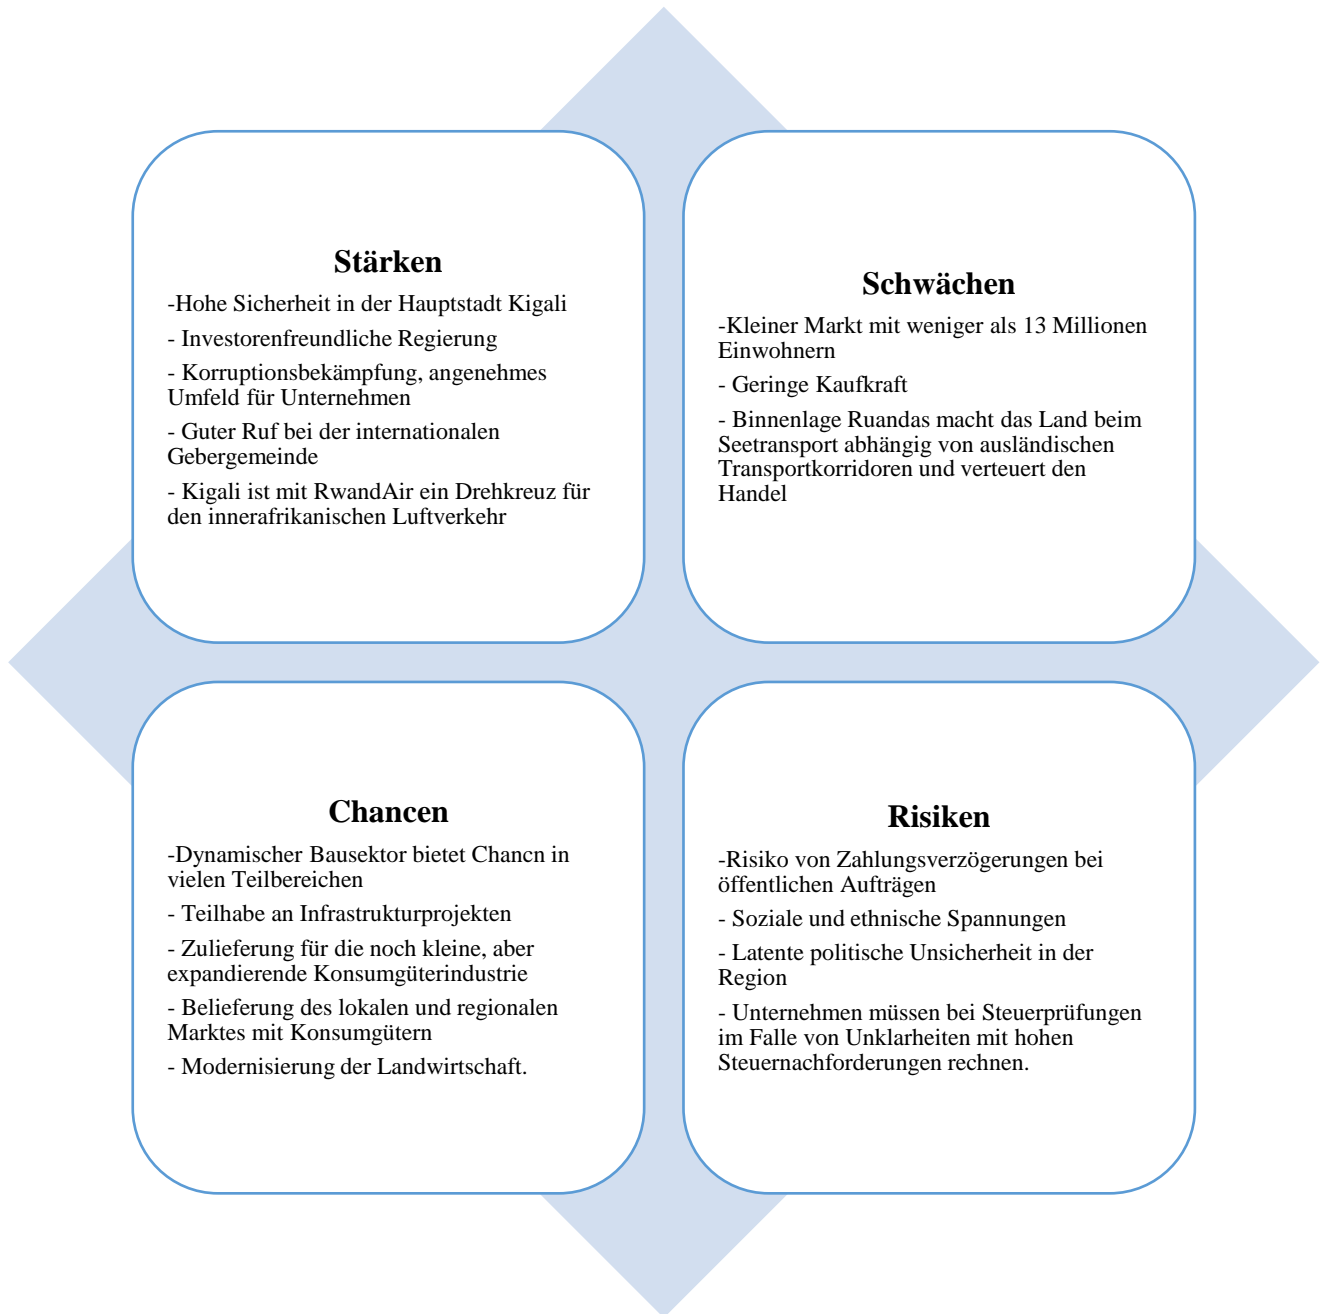 Stärken
-Hohe Sicherheit in der Hauptstadt Kigali
- Investorenfreundliche Regierung
- Korruptionsbekämpfung, angenehmes
Umfeld für Unternehmen
- Guter Ruf bei der internationalen
Gebergemeinde
- Kigali ist mit RwandAir ein Drehkreuz für
den innerafrikanischen Luftverkehr
Schwächen
-Kleiner Markt mit weniger als 13 Millionen
Einwohnern
- Geringe Kaufkraft
- Binnenlage Ruandas macht das Land beim
Seetransport abhängig von ausländischen
Transportkorridoren und verteuert den
Handel
Chancen
-Dynamischer Bausektor bietet Chancn in
vielen Teilbereichen
- Teilhabe an Infrastrukturprojekten
- Zulieferung für die noch kleine, aber
expandierende Konsumgüterindustrie
- Belieferung des lokalen und regionalen
Marktes mit Konsumgütern
- Modernisierung der Landwirtschaft.
Risiken
-Risiko von Zahlungsverzögerungen bei
öffentlichen Aufträgen
- Soziale und ethnische Spannungen
- Latente politische Unsicherheit in der
Region
- Unternehmen müssen bei Steuerprüfungen
im Falle von Unklarheiten mit hohen
Steuernachforderungen rechnen.